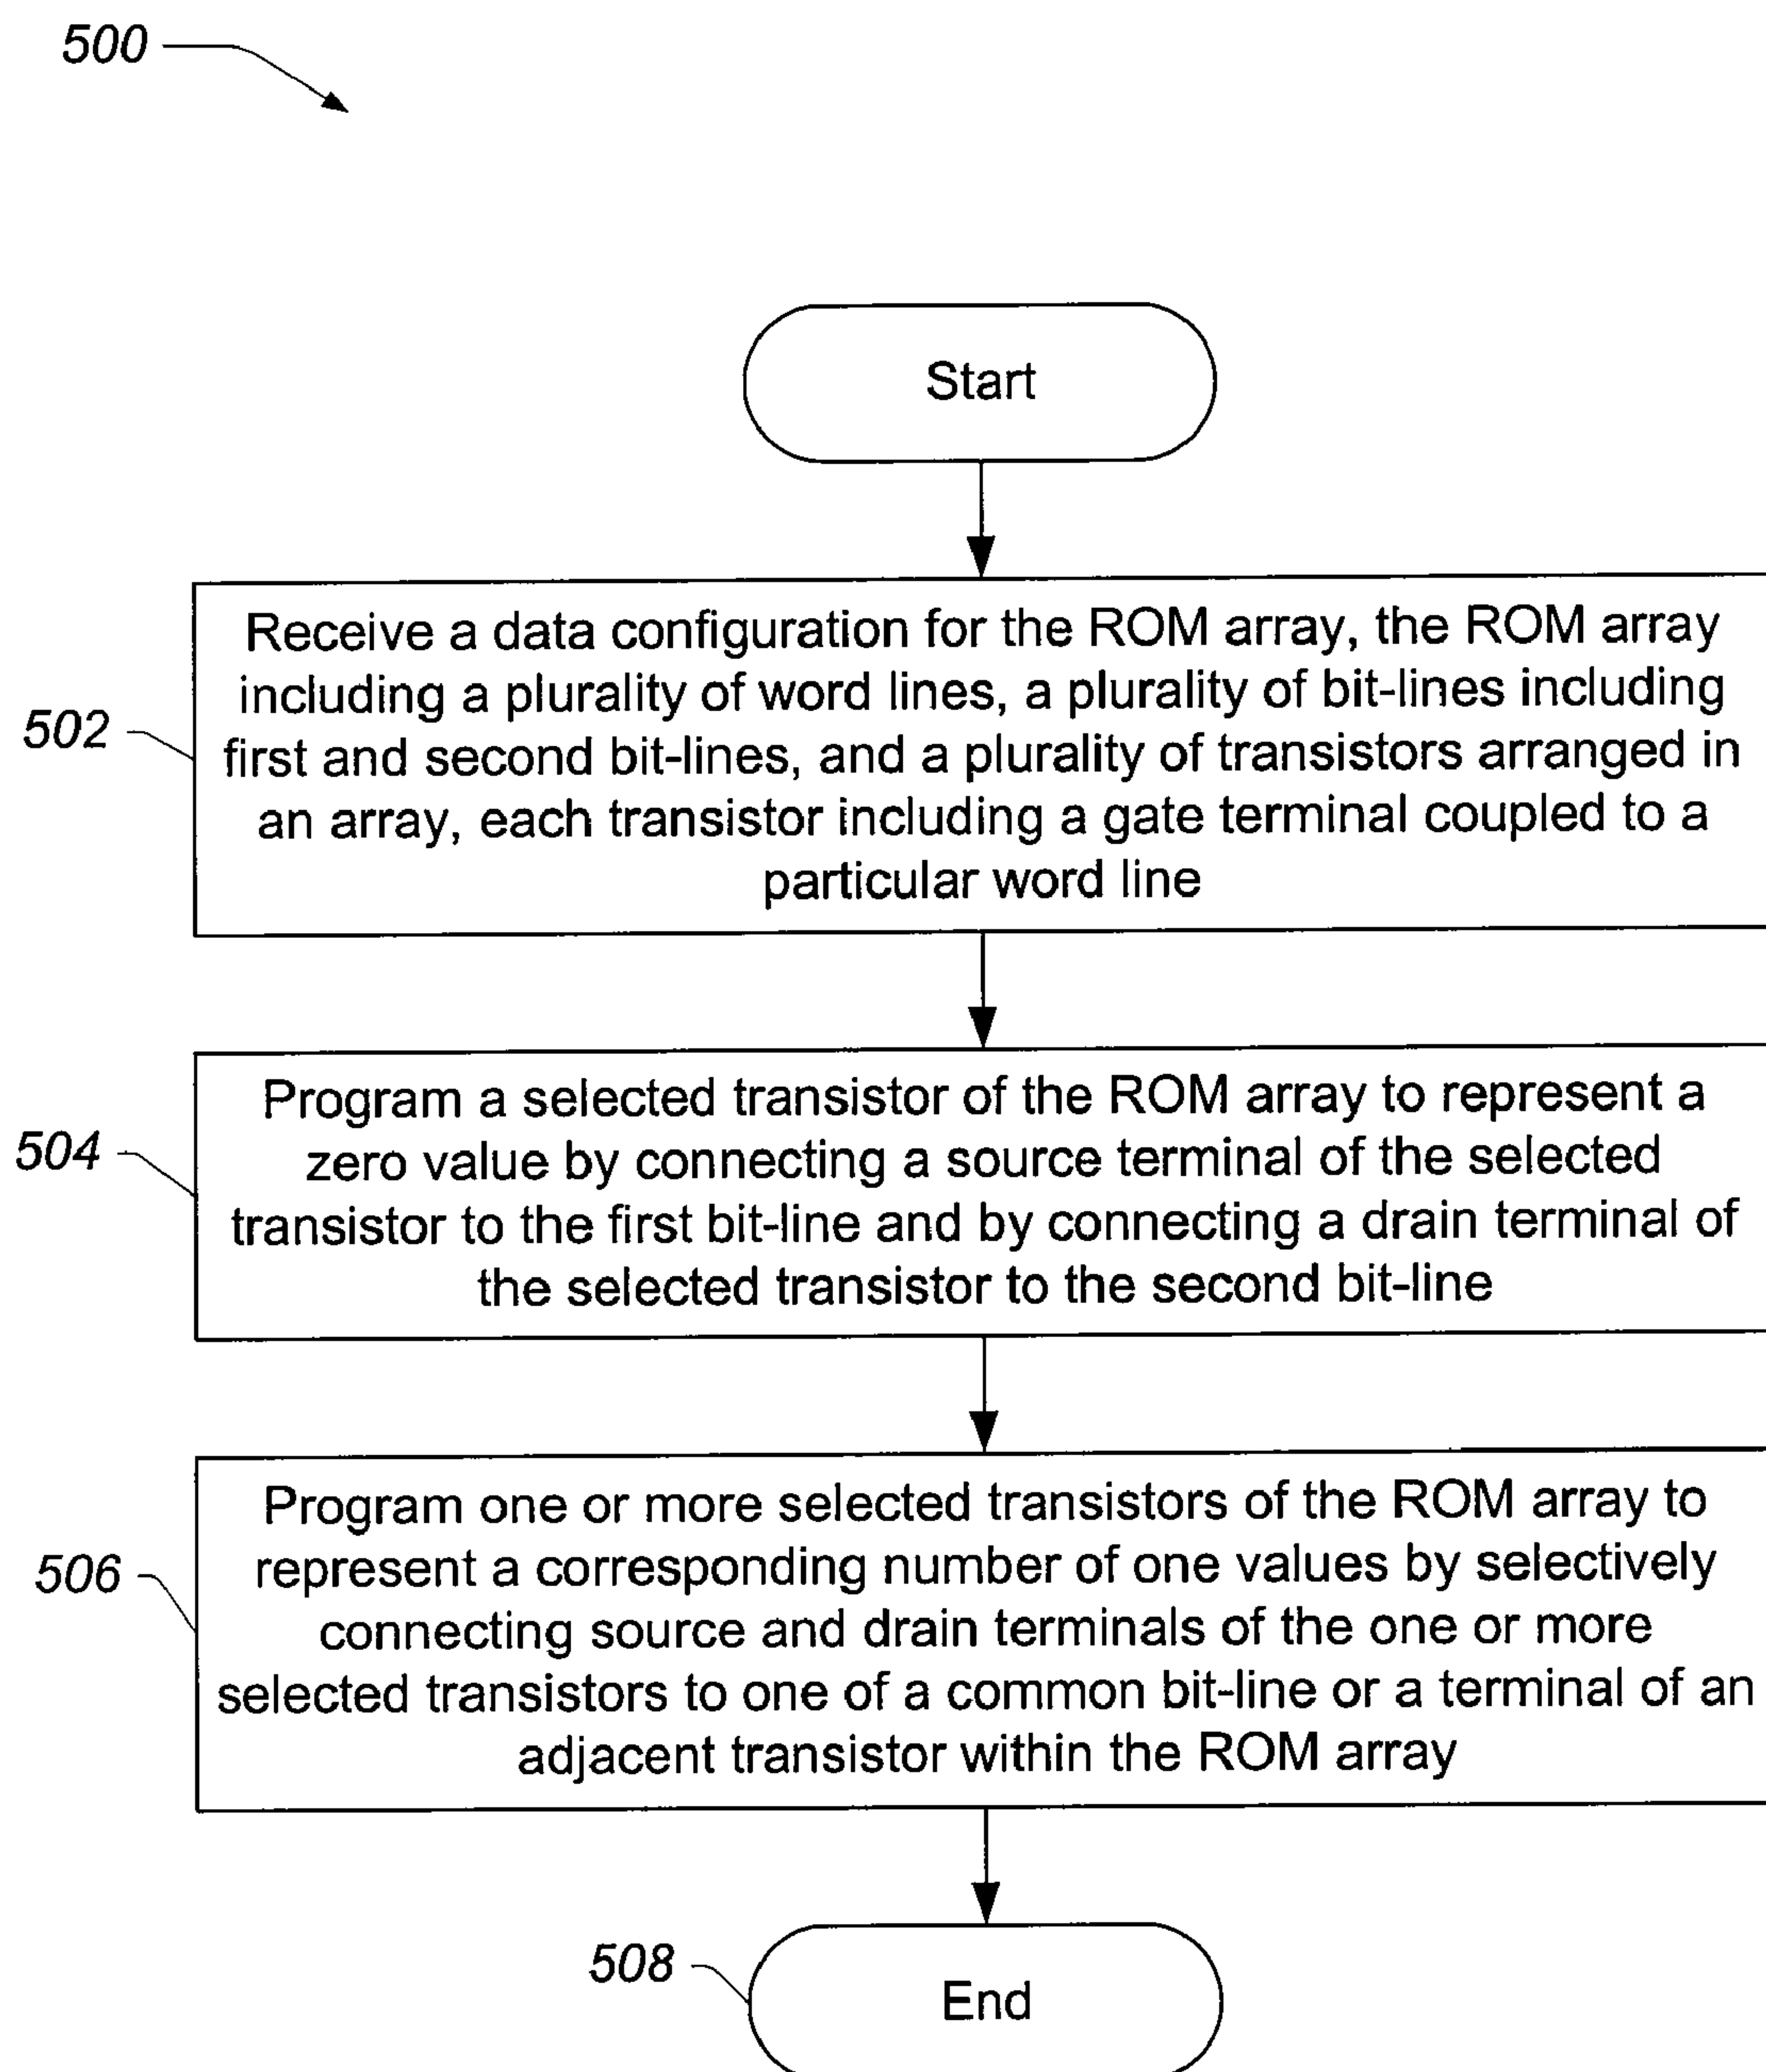 500
Start
502
Receive a data configuration for the ROM array, the ROM array
including a plurality of word lines, a plurality of bit-lines including
first and second bit-lines, and a plurality of transistors arranged in
an array, each transistor including a gate terminal coupled to a
particular word line
504
Program a selected transistor of the ROM array to represent a
zero value by connecting a source terminal of the selected
transistor to the first bit-line and by connecting a drain terminal of
the selected transistor to the second bit-line
506
Program one or more selected transistors of the ROM array to
represent a corresponding number of one values by selectively
connecting source and drain terminals of the one or more
selected transistors to one of a common bit-line or a terminal of an
adjacent transistor within the ROM array
508
End